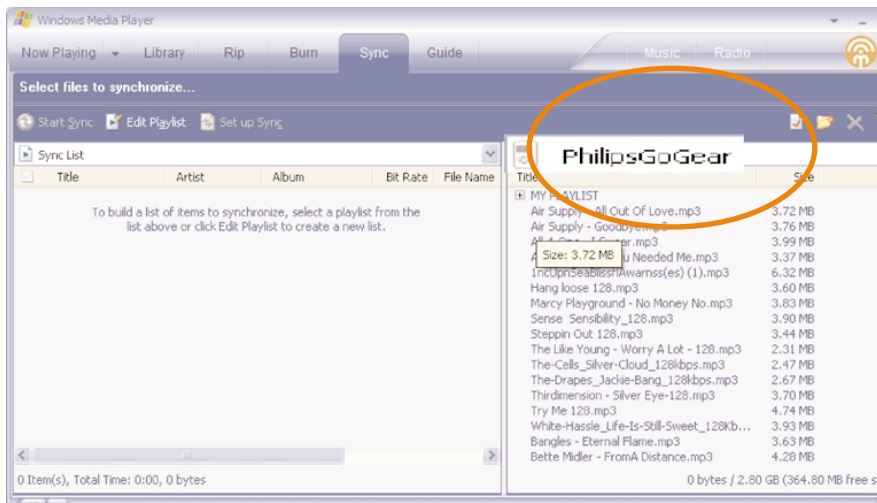 Windows Media Player
Now Playing Library Rip Burn Sync Guide Music Radio
Select files to synchronize...
Start Sync Edit Playlist Set up Sync
Sync List
PhilipsGoGear
Title Artist Album Bit Rate File Name
To build a list of items to synchronize, select a playlist from the
list above or click Edit Playlist to create a new list.
0 Item(s), Total Time: 0:00, 0 bytes
Title Size
MY PLAYLIST
Air Supply - All Out Of Love.mp3 3.72 MB
Air Supply - Goodbye.mp3 3.76 MB
All-4-One - I Swear.mp3 3.99 MB
Size: 3.72 MB
u Needed Me.mp3 3.37 MB
(1).mp3 6.32 MB
Hang loose 128.mp3 3.60 MB
Marcy Playground - No Money No.mp3 3.83 MB
Sense Sensibility_128.mp3 3.90 MB
Steppin Out 128.mp3 3.44 MB
The Like Young - Worry A Lot - 128.mp3 2.31 MB
The-Cells_Silver-Cloud_128kbps.mp3 2.47 MB
The-Drapes_Jackie-Bang_128kbps.mp3 2.67 MB
Thirdimension - Silver Eye-128.mp3 3.70 MB
Try Me 128.mp3 4.74 MB
White-Hassle_Life-Is-Still-Sweet_128Kb... 3.93 MB
Bangles - Eternal Flame.mp3 3.63 MB
Bette Midler - FromA Distance.mp3 4.28 MB
0 bytes / 2.80 GB (364.80 MB free s